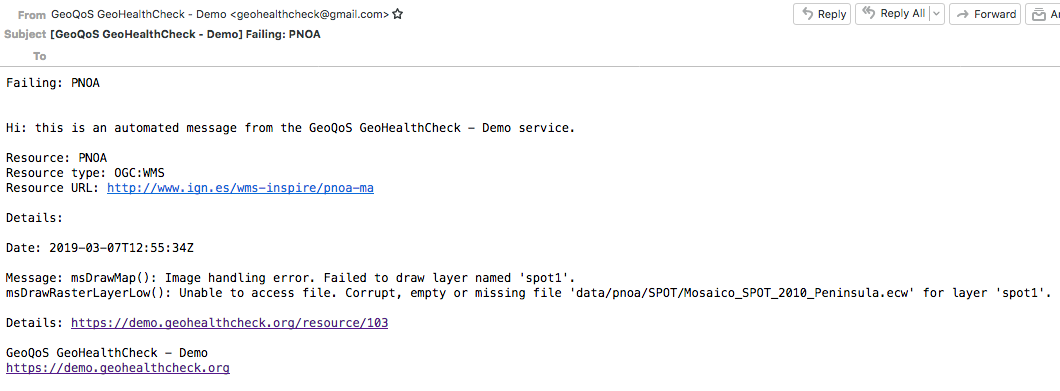 From GeoQoS GeoHealthCheck - Demo <geohealthcheck@gmail.com>
Reply
Reply All
Forward
Subject [GeoQoS GeoHealthCheck - Demo] Failing: PNOA
To
Failing: PNOA
Hi: this is an automated message from the GeoQoS GeoHealthCheck - Demo service.
Resource: PNOA
Resource type: OGC:WMS
Resource URL: http://www.ign.es/wms-inspire/pnoa-ma
Details:
Date: 2019-03-07T12:55:34Z
Message: msDrawMap(): Image handling error. Failed to draw layer named 'spot1'.
msDrawRasterLayerLow(): Unable to access file. Corrupt, empty or missing file 'data/pnoa/SPOT/Mosaico_SPOT_2010_Peninsula.ecw' for layer 'spot1'.
Details: https://demo.geohealthcheck.org/resource/103
GeoQoS GeoHealthCheck - Demo
https://demo.geohealthcheck.org